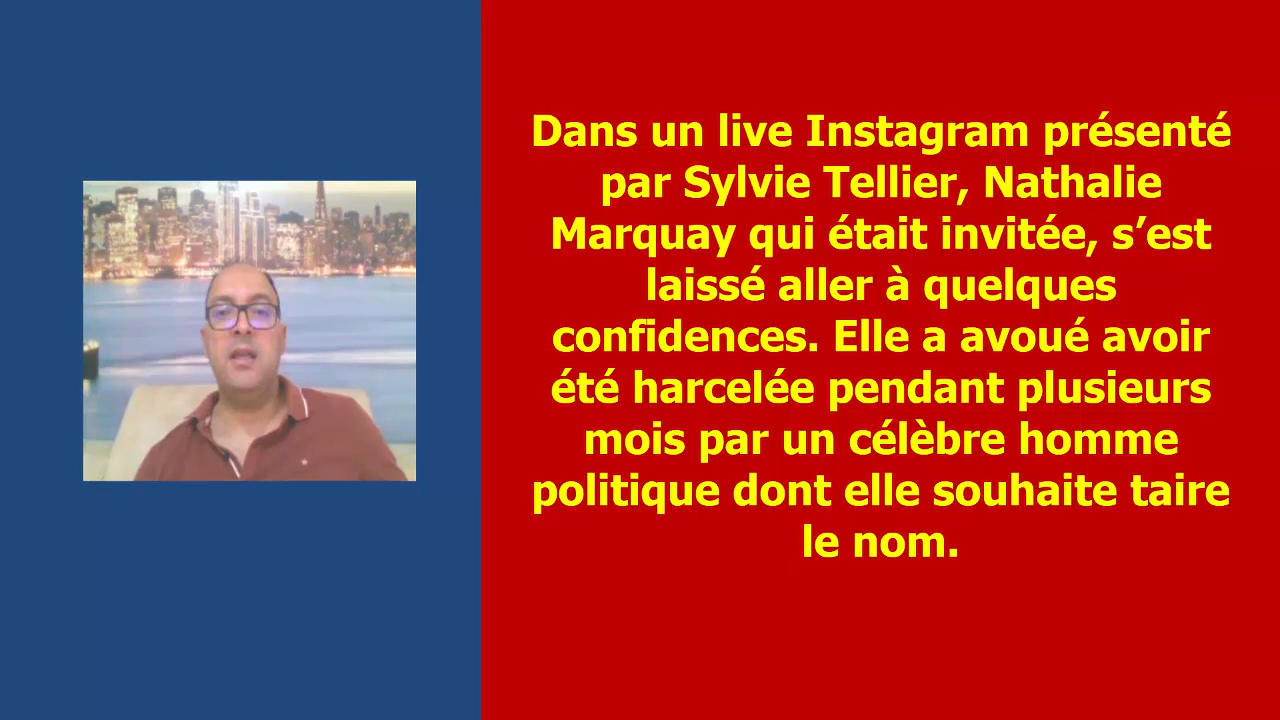 Dans un live Instagram présenté
par Sylvie Tellier, Nathalie
Marquay qui était invitée, s’est
laissé aller à quelques
confidences. Elle a avoué avoir
été harcelée pendant plusieurs
mois par un célèbre homme
politique dont elle souhaite taire
le nom.